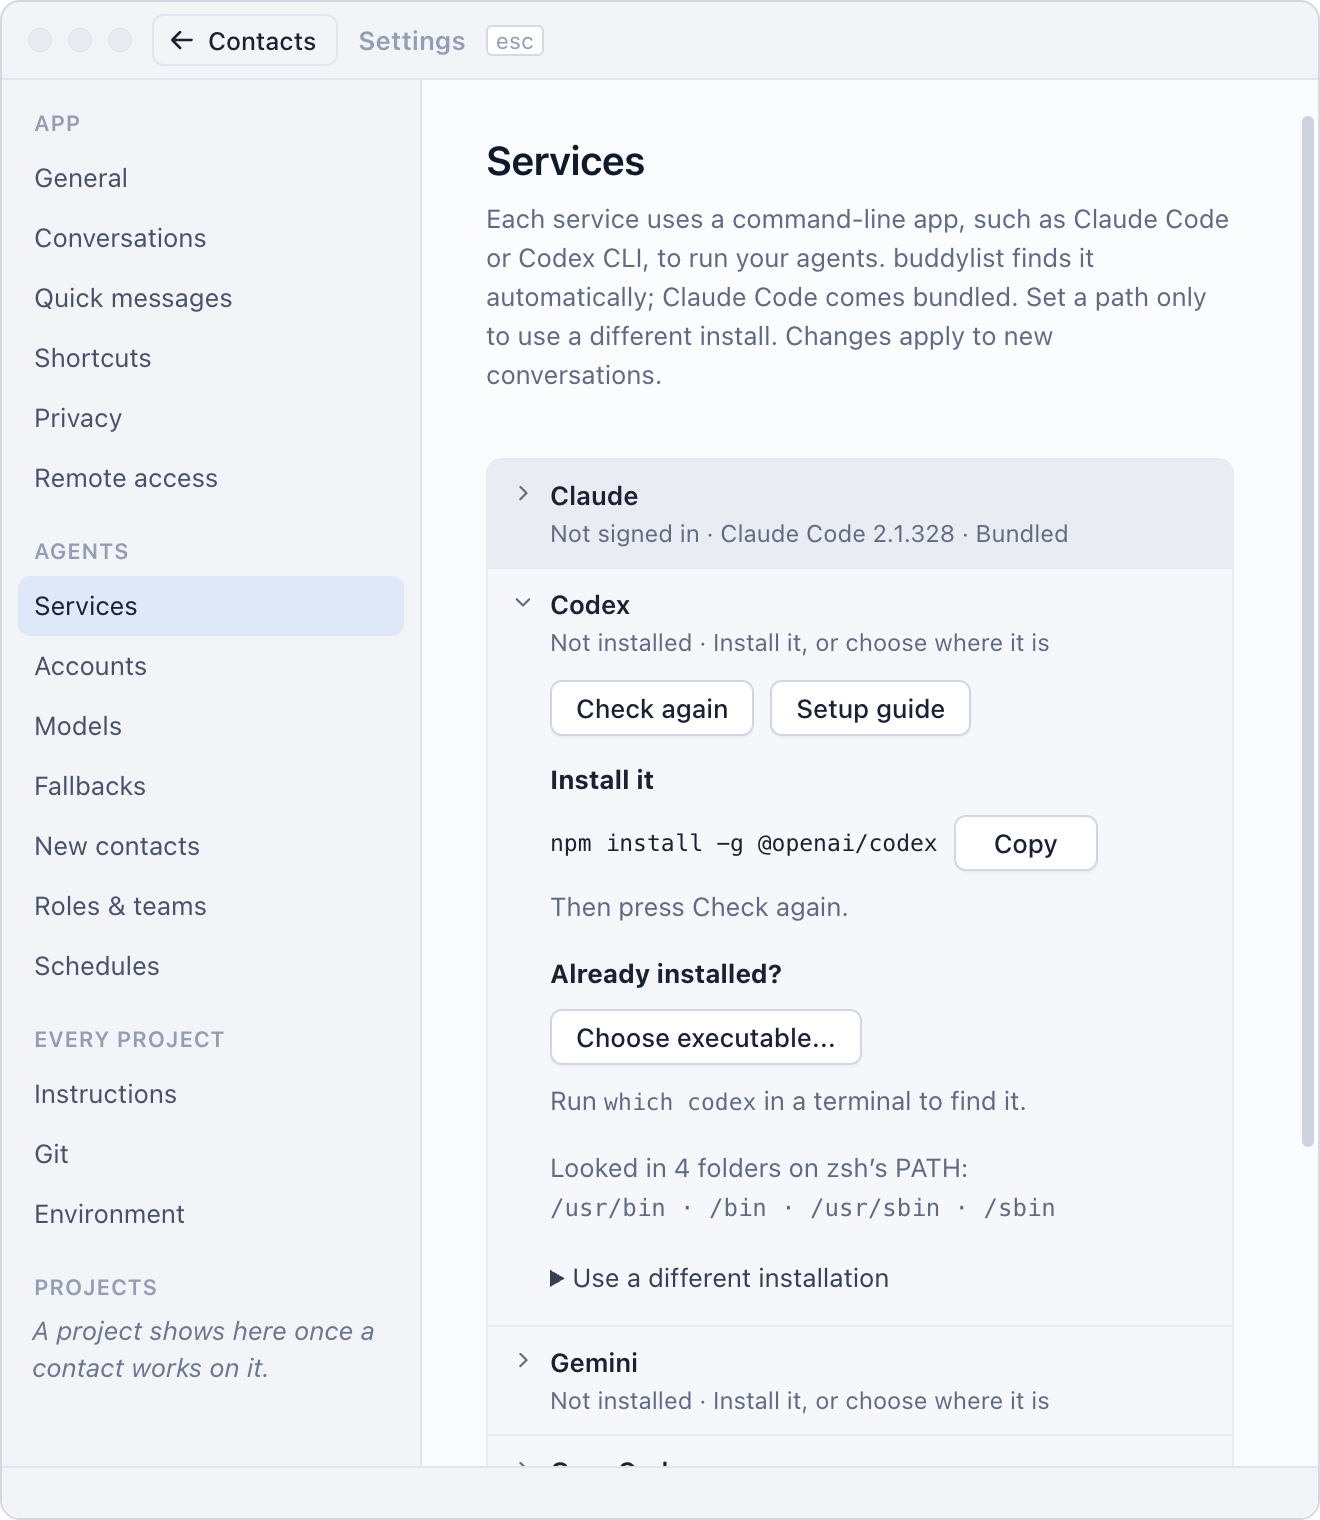 ← Contacts Settings esc
APP
General
Conversations
Quick messages
Shortcuts
Privacy
Remote access
AGENTS
Services
Accounts
Models
Fallbacks
New contacts
Roles & teams
Schedules
EVERY PROJECT
Instructions
Git
Environment
PROJECTS
A project shows here once a
contact works on it.
Services
Each service uses a command-line app, such as Claude Code
or Codex CLI, to run your agents. buddylist finds it
automatically; Claude Code comes bundled. Set a path only
to use a different install. Changes apply to new
conversations.
Claude
Not signed in · Claude Code 2.1.328 · Bundled
Codex
Not installed · Install it, or choose where it is
Check again Setup guide
Install it
npm install -g @openai/codex Copy
Then press Check again.
Already installed?
Choose executable...
Run which codex in a terminal to find it.
Looked in 4 folders on zsh’s PATH:
/usr/bin · /bin · /usr/sbin · /sbin
▶ Use a different installation
Gemini
Not installed · Install it, or choose where it is